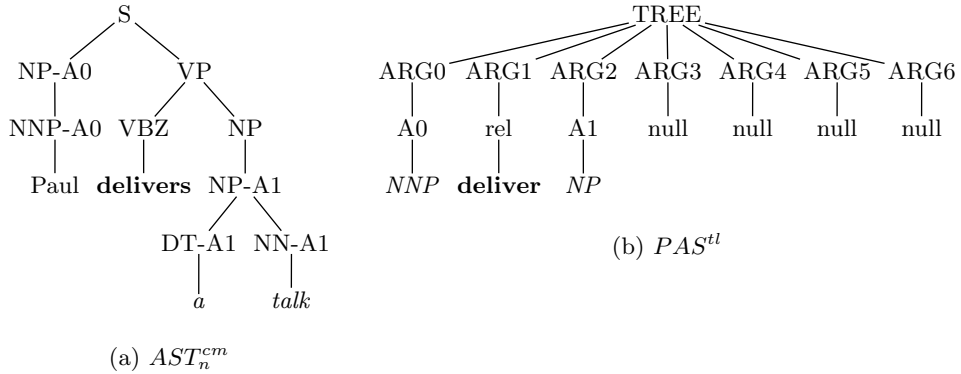 S
TREE
NP-A0 VP
ARG0 ARG1 ARG2 ARG3 ARG4 ARG5 ARG6
NNP-A0 VBZ NP
A0 rel A1 null null null null
Paul delivers NP-A1
NNP deliver NP
DT-A1 NN-A1
(b) PAS^{tl}
a talk
(a) AST_n^{cm}